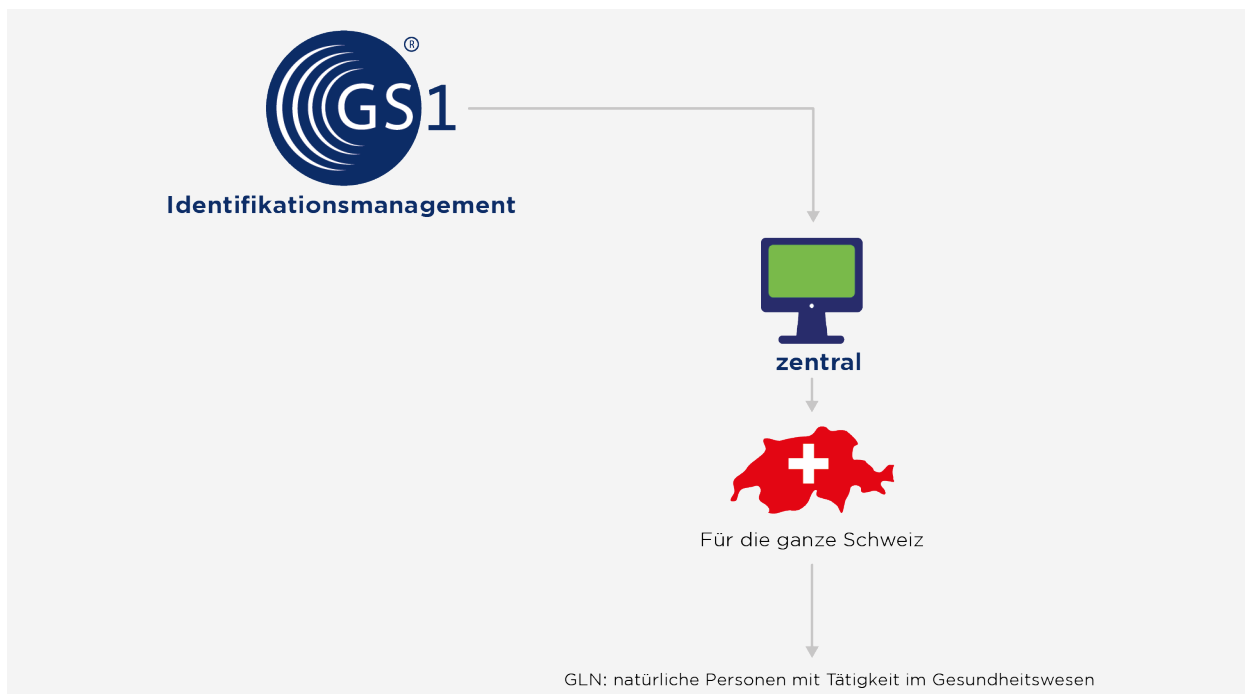 GS1®
Identifikationsmanagement
zentral
Für die ganze Schweiz
GLN: natürliche Personen mit Tätigkeit im Gesundheitswesen